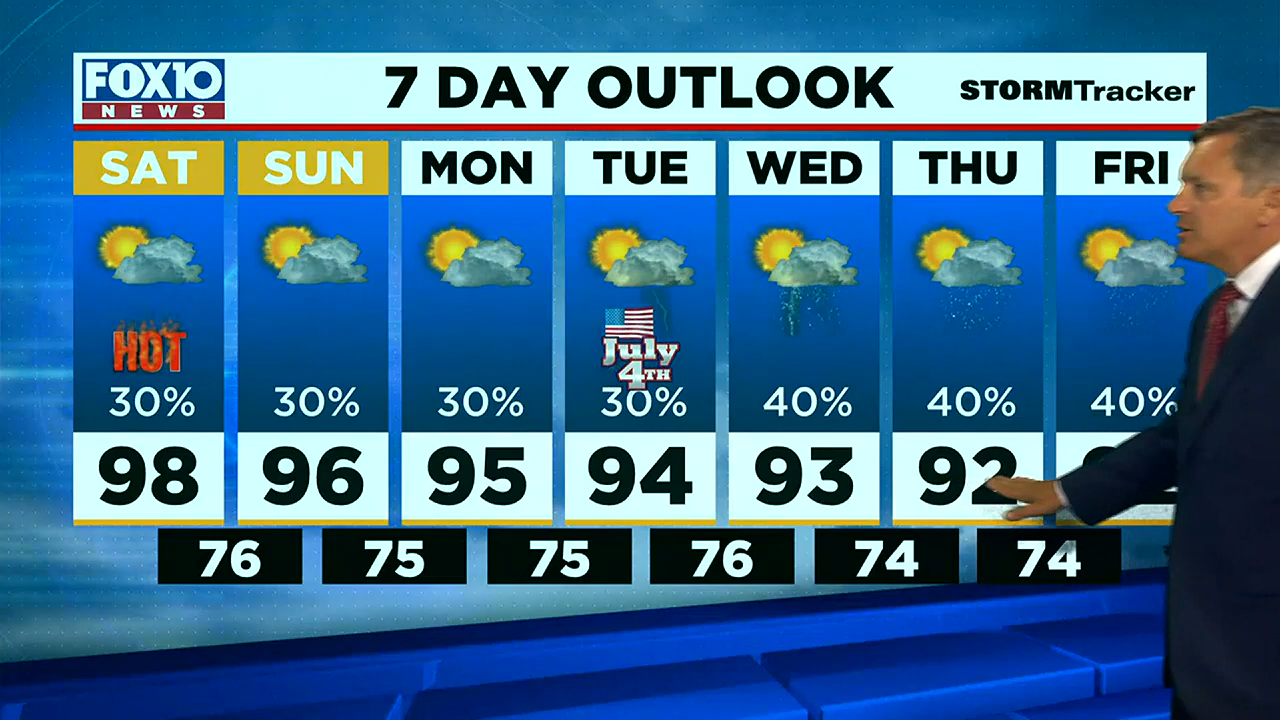 FOX10
NEWS
7 DAY OUTLOOK
STORMTracker
SAT SUN MON TUE WED THU FRI
HOT
July
4TH
30% 30% 30% 30% 40% 40% 40%
98 96 95 94 93 92
76 75 75 76 74 74